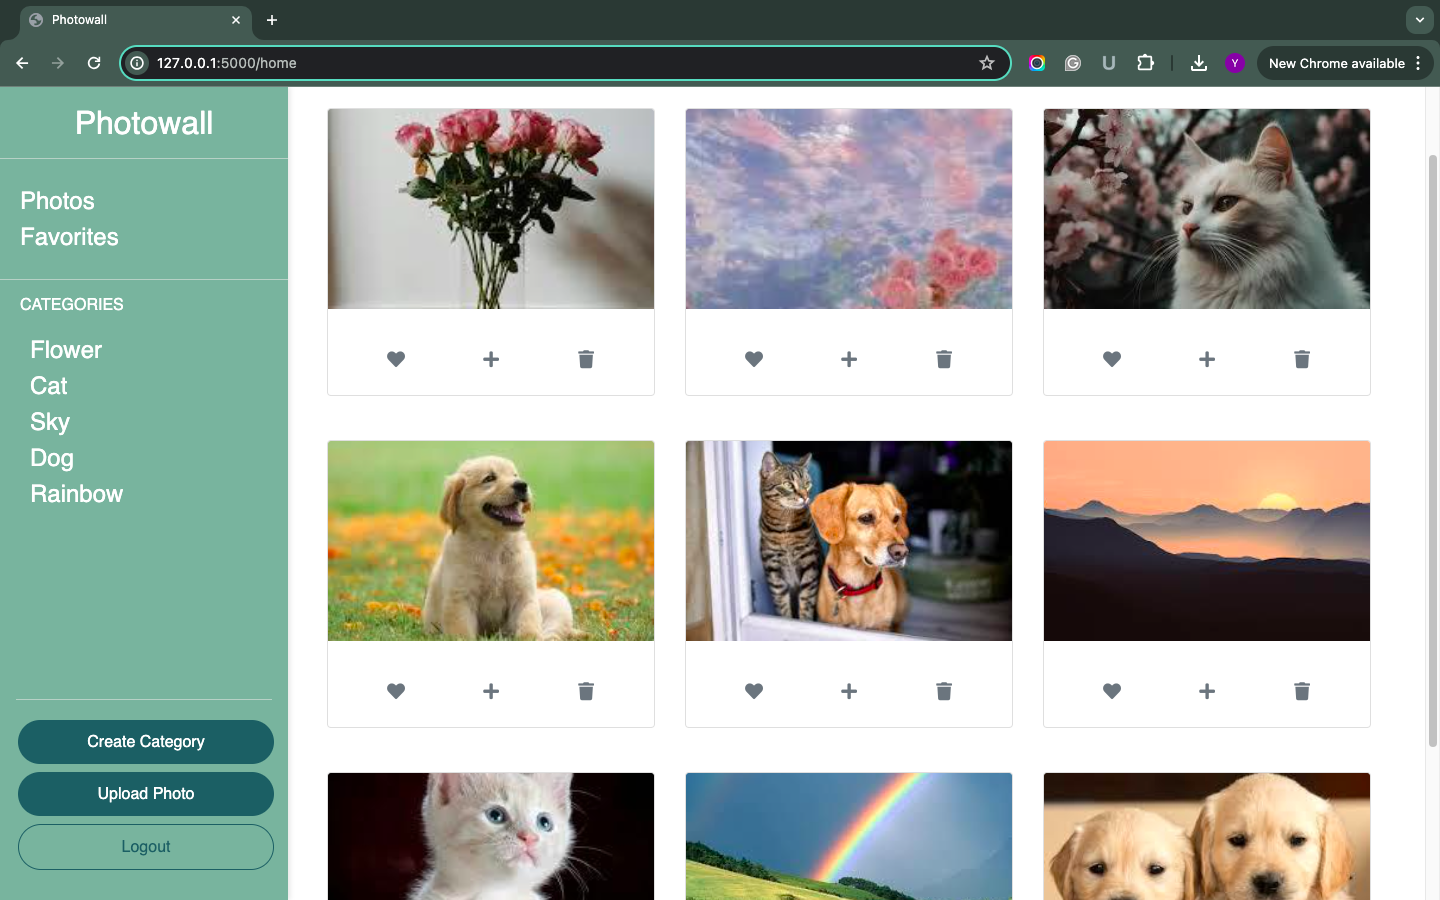 Photowall
127.0.0.1:5000/home
Y
New Chrome available
Photowall
Photos
Favorites
CATEGORIES
Flower
Cat
Sky
Dog
Rainbow
Create Category
Upload Photo
Logout